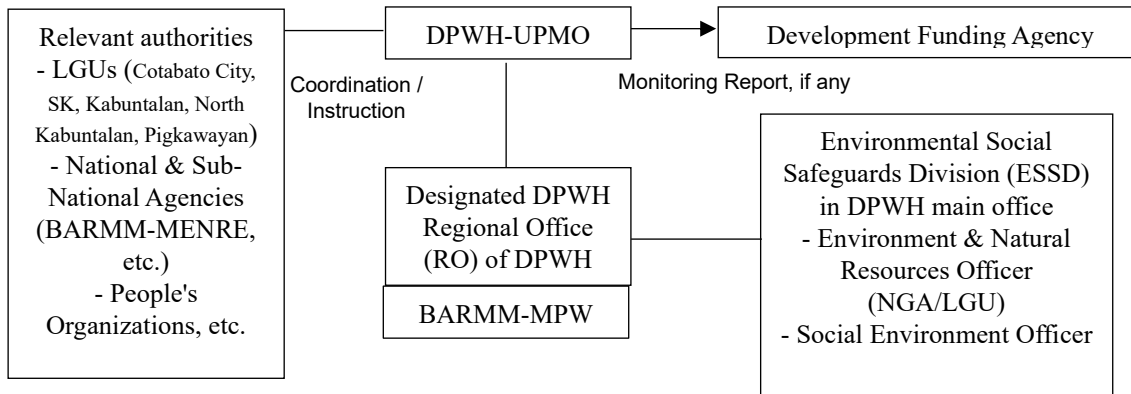 Relevant authorities
- LGUs (Cotabato City,
SK, Kabuntalan, North
Kabuntalan, Pigkawayan)
- National & Sub-
National Agencies
(BARMM-MENRE,
etc.)
- People's
Organizations, etc.
Coordination /
Instruction
DPWH-UPMO
Monitoring Report, if any
Development Funding Agency
Designated DPWH
Regional Office
(RO) of DPWH
BARMM-MPW
Environmental Social
Safeguards Division (ESSD)
in DPWH main office
- Environment & Natural
Resources Officer
(NGA/LGU)
- Social Environment Officer